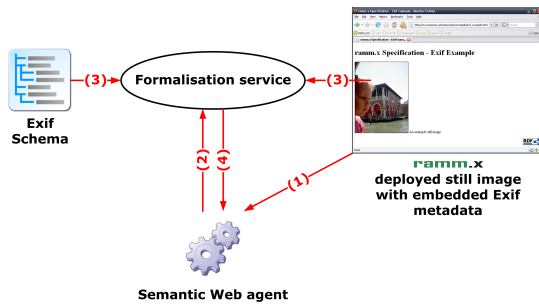 ramm.x Specification - Exif Example
(3)
Formalisation service
(3)
Exif
Schema
(2)
(4)
(1)
An example still image
RDF
ramm.x
deployed still image
with embedded Exif
metadata
Semantic Web agent